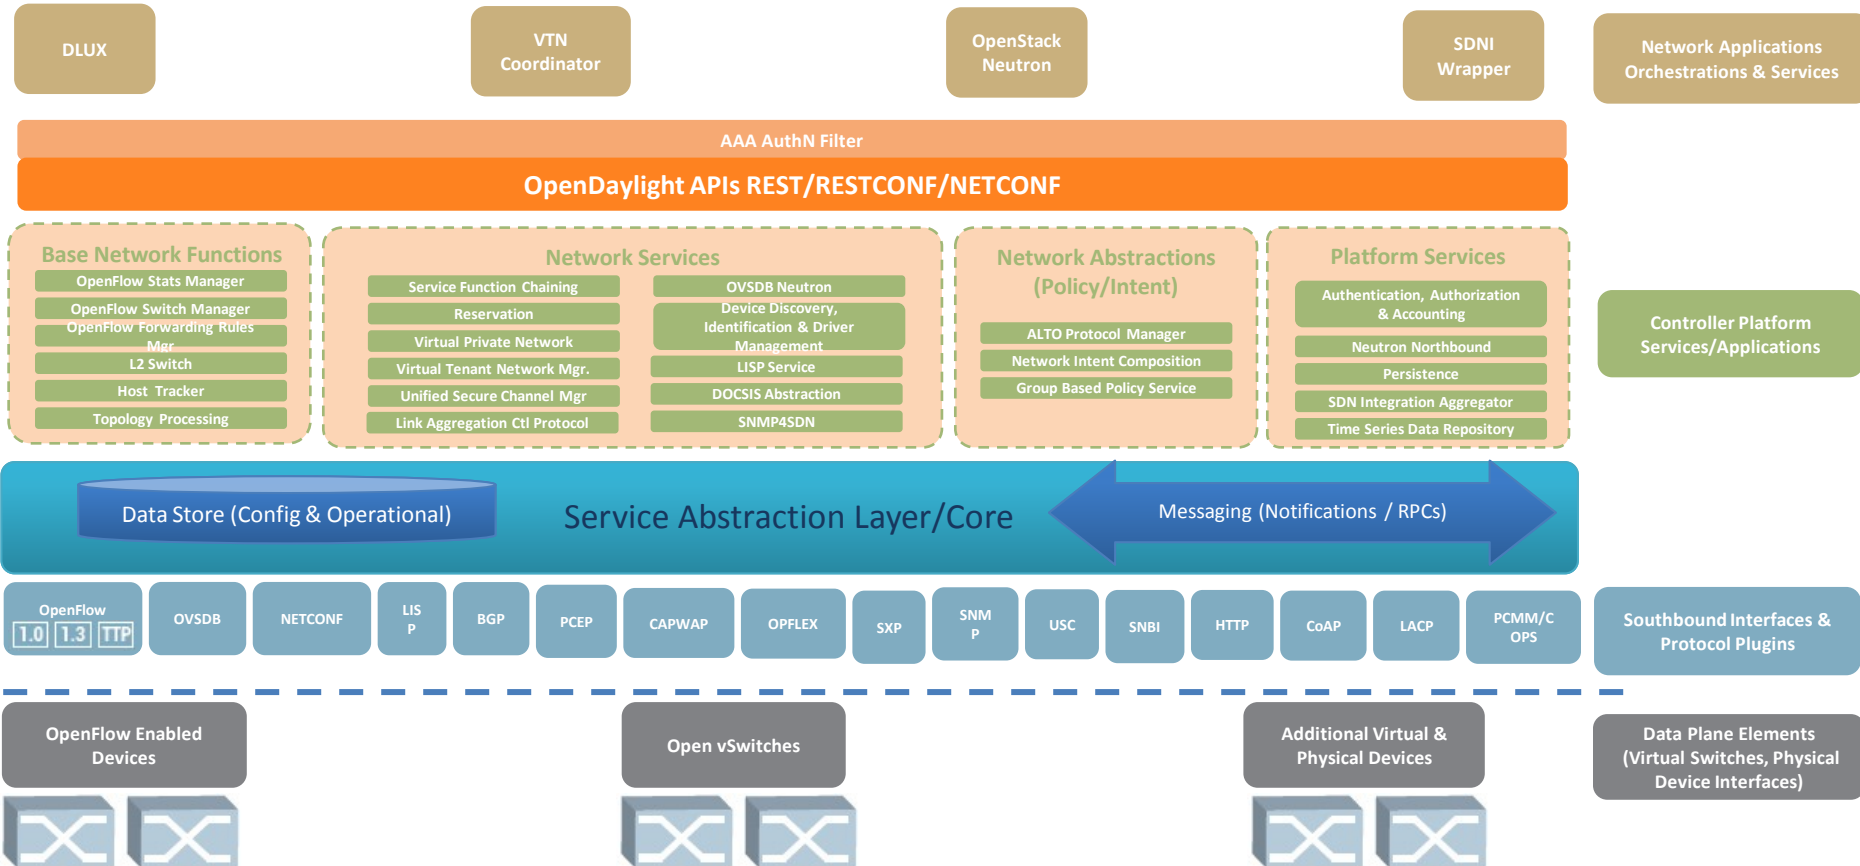 DLUX
VTN
Coordinator
OpenStack
Neutron
SDNI
Wrapper
Network Applications
Orchestrations & Services
AAA AuthN Filter
OpenDaylight APIs REST/RESTCONF/NETCONF
Base Network Functions
OpenFlow Stats Manager
OpenFlow Switch Manager
OpenFlow Forwarding Rules
Mgr
L2 Switch
Host Tracker
Topology Processing
Network Services
Service Function Chaining
Reservation
Virtual Private Network
Virtual Tenant Network Mgr.
Unified Secure Channel Mgr
Link Aggregation Ctl Protocol
OVSDB Neutron
Device Discovery,
Identification & Driver
Management
LISP Service
DOCSIS Abstraction
SNMP4SDN
Network Abstractions
(Policy/Intent)
ALTO Protocol Manager
Network Intent Composition
Group Based Policy Service
Platform Services
Authentication, Authorization
& Accounting
Neutron Northbound
Persistence
SDN Integration Aggregator
Time Series Data Repository
Controller Platform
Services/Applications
Data Store (Config & Operational)
Service Abstraction Layer/Core
Messaging (Notifications / RPCs)
OpenFlow
1.0 1.3 TTP
OVSDB
NETCONF
LIS
P
BGP
PCEP
CAPWAP
OPFLEX
SXP
SNM
P
USC
SNBI
HTTP
CoAP
LACP
PCMM/C
OPS
Southbound Interfaces &
Protocol Plugins
OpenFlow Enabled
Devices
Open vSwitches
Additional Virtual &
Physical Devices
Data Plane Elements
(Virtual Switches, Physical
Device Interfaces)